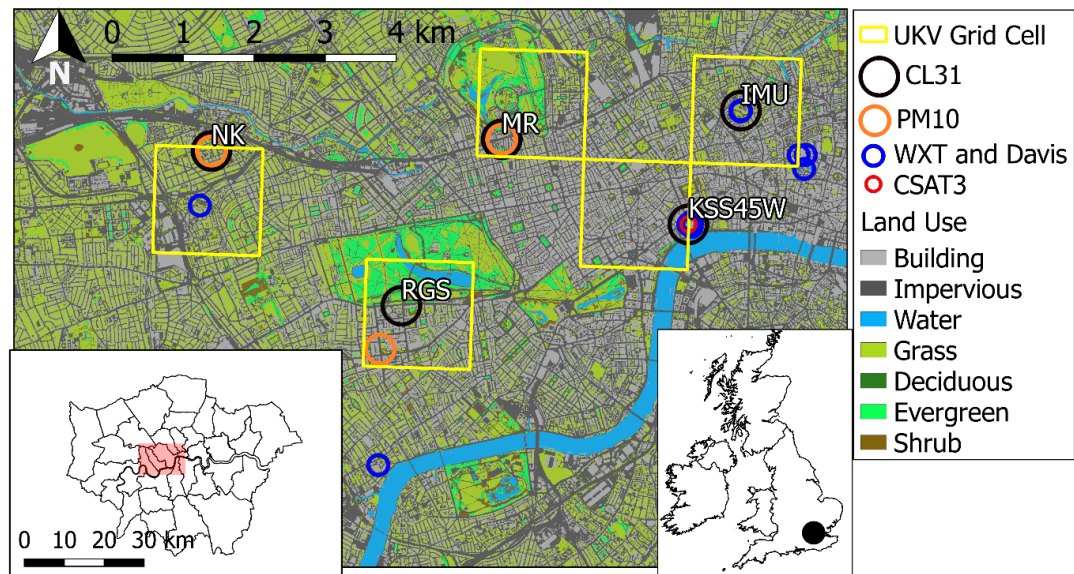 0 1 2 3 4 km
N
NK
MR
IMU
KSS45W
RGS
0 10 20 30 km
UKV Grid Cell
CL31
PM10
WXT and Davis
CSAT3
Land Use
Building
Impervious
Water
Grass
Deciduous
Evergreen
Shrub